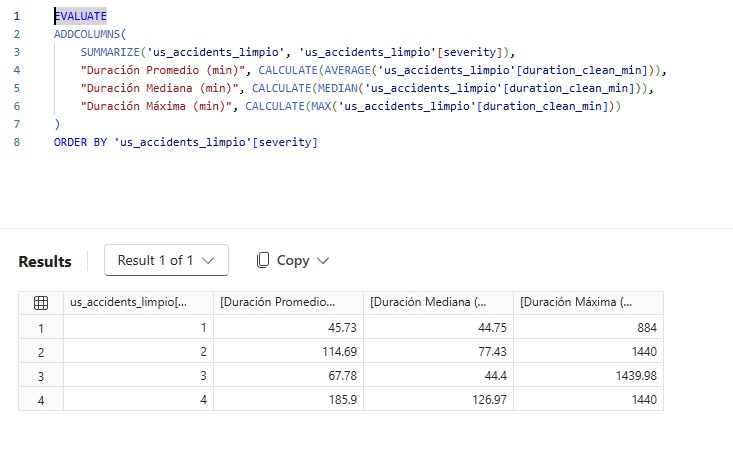 1 EVALUATE
2 ADDCOLUMNS(
3 SUMMARIZE('us_accidents_limpio', 'us_accidents_limpio'[severity]),
4 "Duración Promedio (min)", CALCULATE(AVERAGE('us_accidents_limpio'[duration_clean_min])),
5 "Duración Mediana (min)", CALCULATE(MEDIAN('us_accidents_limpio'[duration_clean_min])),
6 "Duración Máxima (min)", CALCULATE(MAX('us_accidents_limpio'[duration_clean_min]))
7 )
8 ORDER BY 'us_accidents_limpio'[severity]
Results Result 1 of 1 Copy
us_accidents_limpio[... [Duración Promedio... [Duración Mediana (... [Duración Máxima (...
1 1 45.73 44.75 884
2 2 114.69 77.43 1440
3 3 67.78 44.4 1439.98
4 4 185.9 126.97 1440